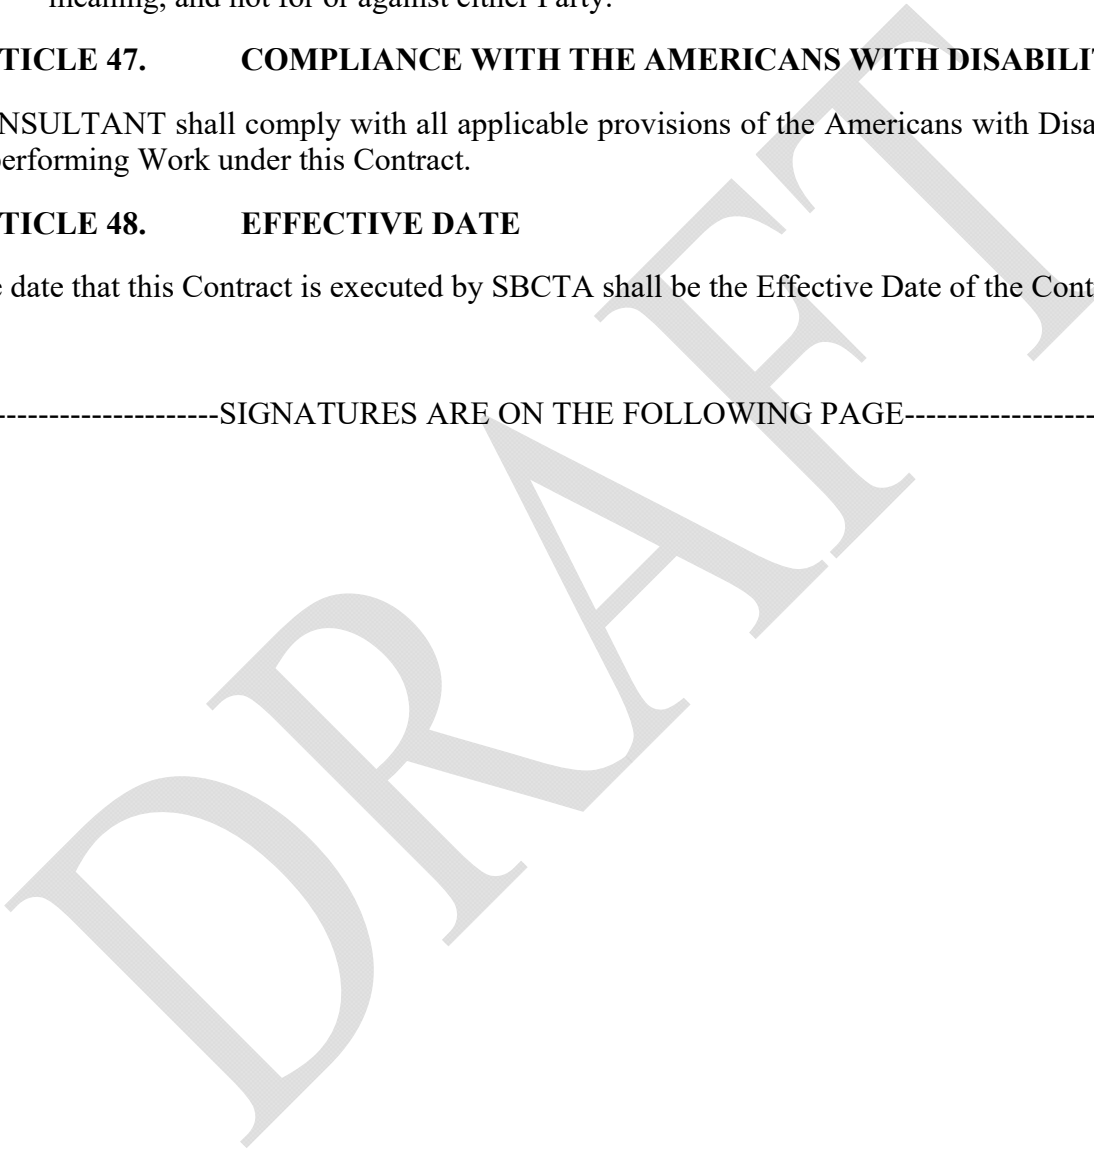 meaning, and not for or against either Party.
TICLE 47. COMPLIANCE WITH THE AMERICANS WITH DISABILIT
NSULTANT shall comply with all applicable provisions of the Americans with Disa
performing Work under this Contract.
TICLE 48. EFFECTIVE DATE
e date that this Contract is executed by SBCTA shall be the Effective Date of the Cont
---------------------SIGNATURES ARE ON THE FOLLOWING PAGE------------------
DRAFT